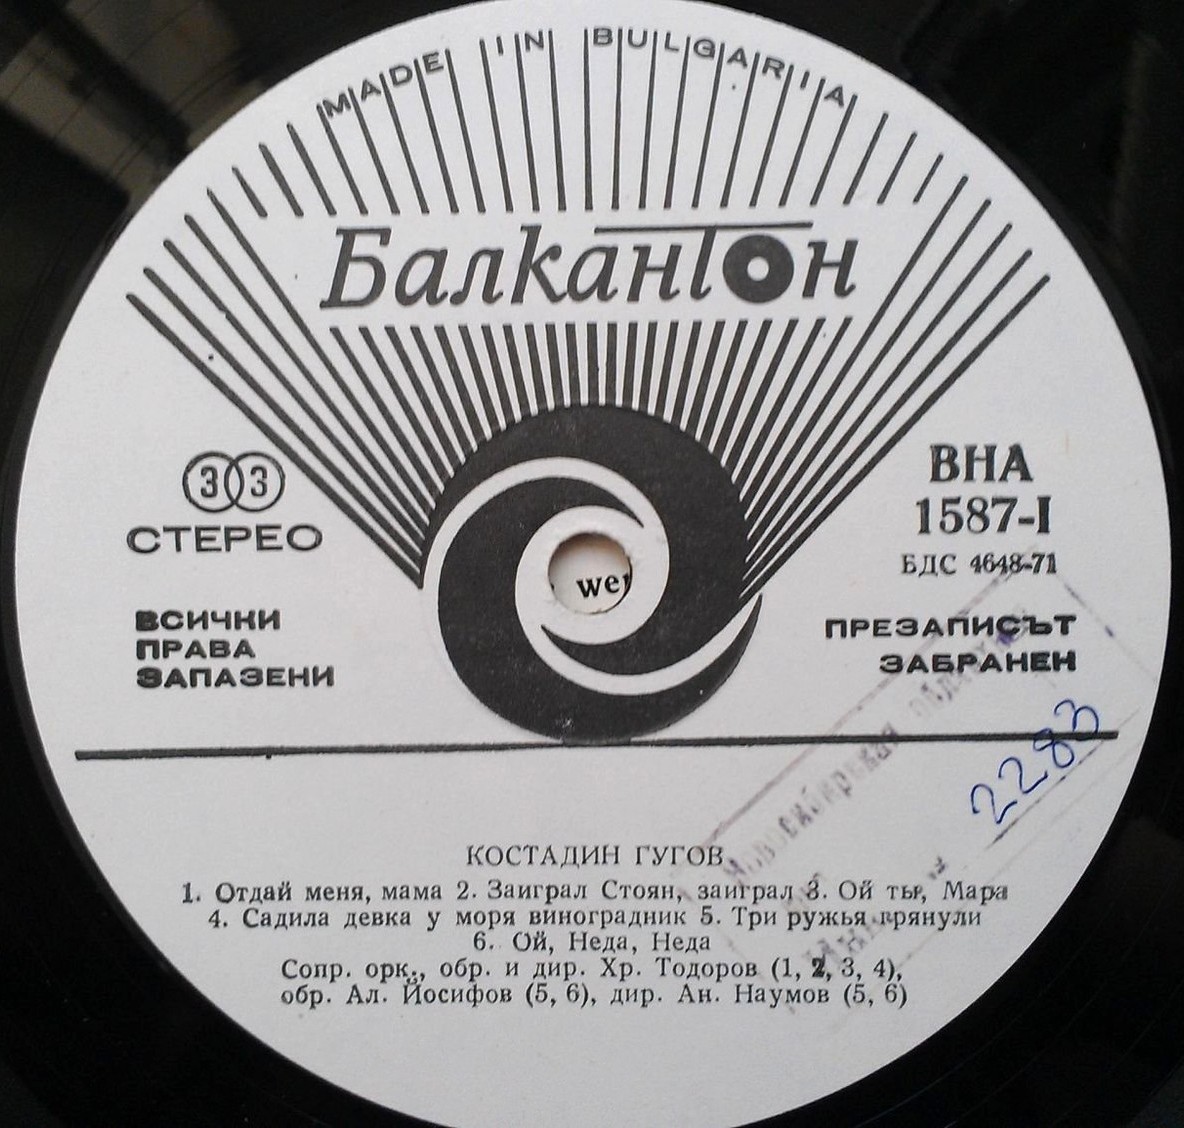 MADE IN BULGARIA
Балкантон
33
СТЕРЕО
ВСИЧКИ
ПРАВА
ЗАПАЗЕНИ
ВНА
1587-I
БДС 4648-71
ПРЕЗАПИСЪТ
ЗАБРАНЕН
we
2283
КОСТАДИН ГУГОВ
1. Отдай меня, мама 2. Заиграл Стоян, заиграл 3. Ой ты, Мара
4. Садила девка у моря виноградник 5. Три ружья грянули
6. Ой, Неда, Неда
Сопр. орк., обр. и дир. Хр. Тодоров (1, 2, 3, 4),
обр. Ал. Йосифов (5, 6), дир. Ан. Наумов (5, 6)